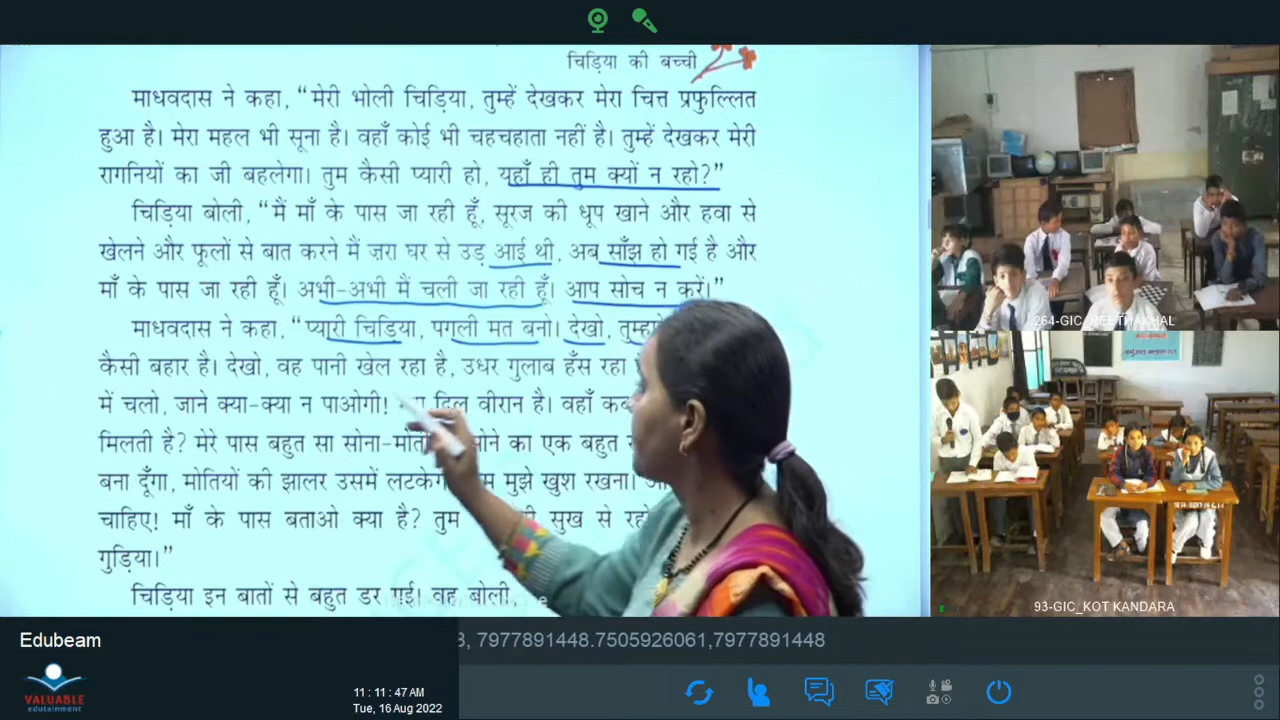 चिड़िया की बच्ची
माधवदास ने कहा, “मेरी भोली चिड़िया, तुम्हें देखकर मेरा चित्त प्रफुल्लित
हुआ है। मेरा महल भी सूना है। वहाँ कोई भी चहचहाता नहीं है। तुम्हें देखकर मेरी
रागनियों का जी बहलेगा। तुम कैसी प्यारी हो, यहाँ ही तुम क्यों न रहो?”
चिड़िया बोली, “मैं माँ के पास जा रही हूँ, सूरज की धूप खाने और हवा से
खेलने और फूलों से बात करने मैं ज़रा घर से उड़ आई थी, अब साँझ हो गई है और
माँ के पास जा रही हूँ। अभी-अभी मैं चली जा रही हूँ। आप सोच न करें।”
माधवदास ने कहा, “प्यारी चिड़िया, पगली मत बनो। देखो,
कैसी बहार है। देखो, वह पानी खेल रहा है, उधर गुलाब हँस रहा
में चलो, जाने क्या-क्या न पाओगी! दिल वीरान है। वहाँ
मिलती है? मेरे पास बहुत सा सोना-मोती का एक बहुत
बना दूँगा, मोतियों की झालर उसमें मुझे खुश रखना।
चाहिए! माँ के पास बताओ क्या है? तुम सुख से
गुड़िया।”
चिड़िया इन बातों से बहुत डर गई। वह बोली,
264-GIC_
93-GIC_KOT KANDARA
Edubeam
, 7977891448.7505926061,7977891448
VALUABLE
edutainment
11 : 11 : 47 AM
Tue, 16 Aug 2022